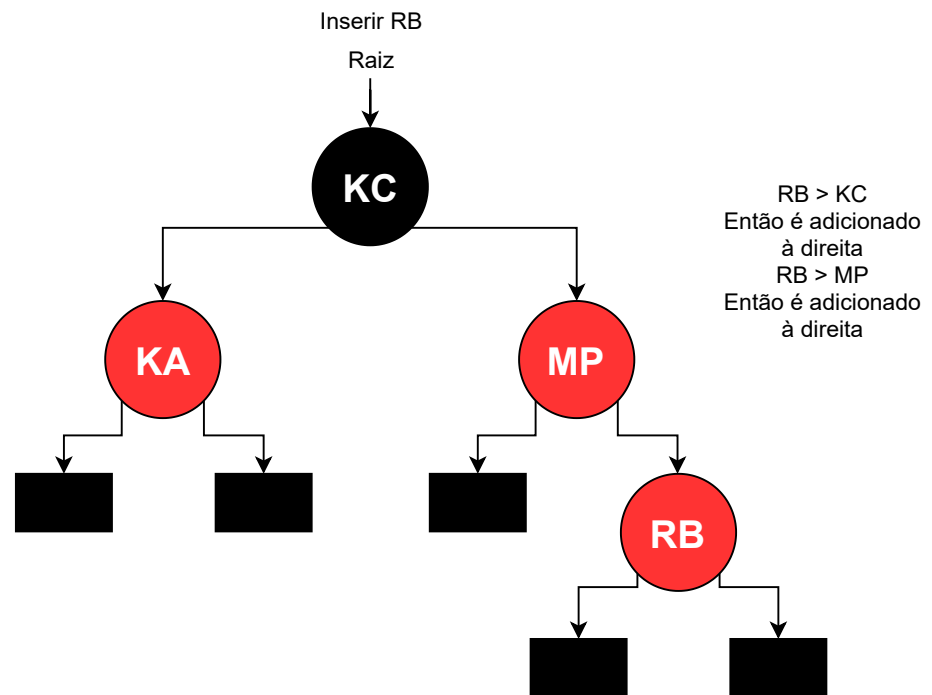 Inserir RB
Raiz
KC
RB > KC
Então é adicionado
à direita
RB > MP
Então é adicionado
à direita
KA
MP
RB